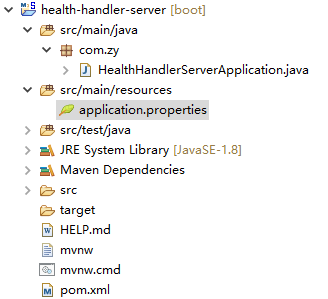 health-handler-server [boot]
src/main/java
com.zy
HealthHandlerServerApplication.java
src/main/resources
application.properties
src/test/java
JRE System Library [JavaSE-1.8]
Maven Dependencies
src
target
HELP.md
mvnw
mvnw.cmd
pom.xml